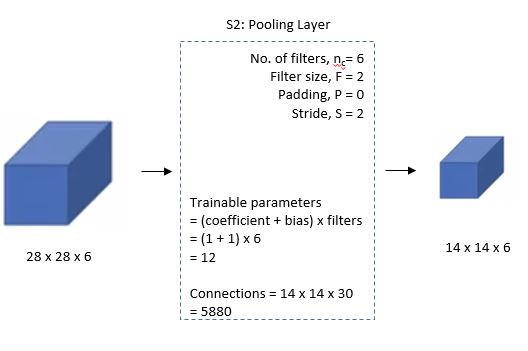 S2: Pooling Layer
No. of filters, nc= 6
Filter size, F = 2
Padding, P = 0
Stride, S = 2
Trainable parameters
= (coefficient + bias) x filters
= (1 + 1) x 6
= 12
Connections = 14 x 14 x 30
= 5880
28 x 28 x 6
14 x 14 x 6